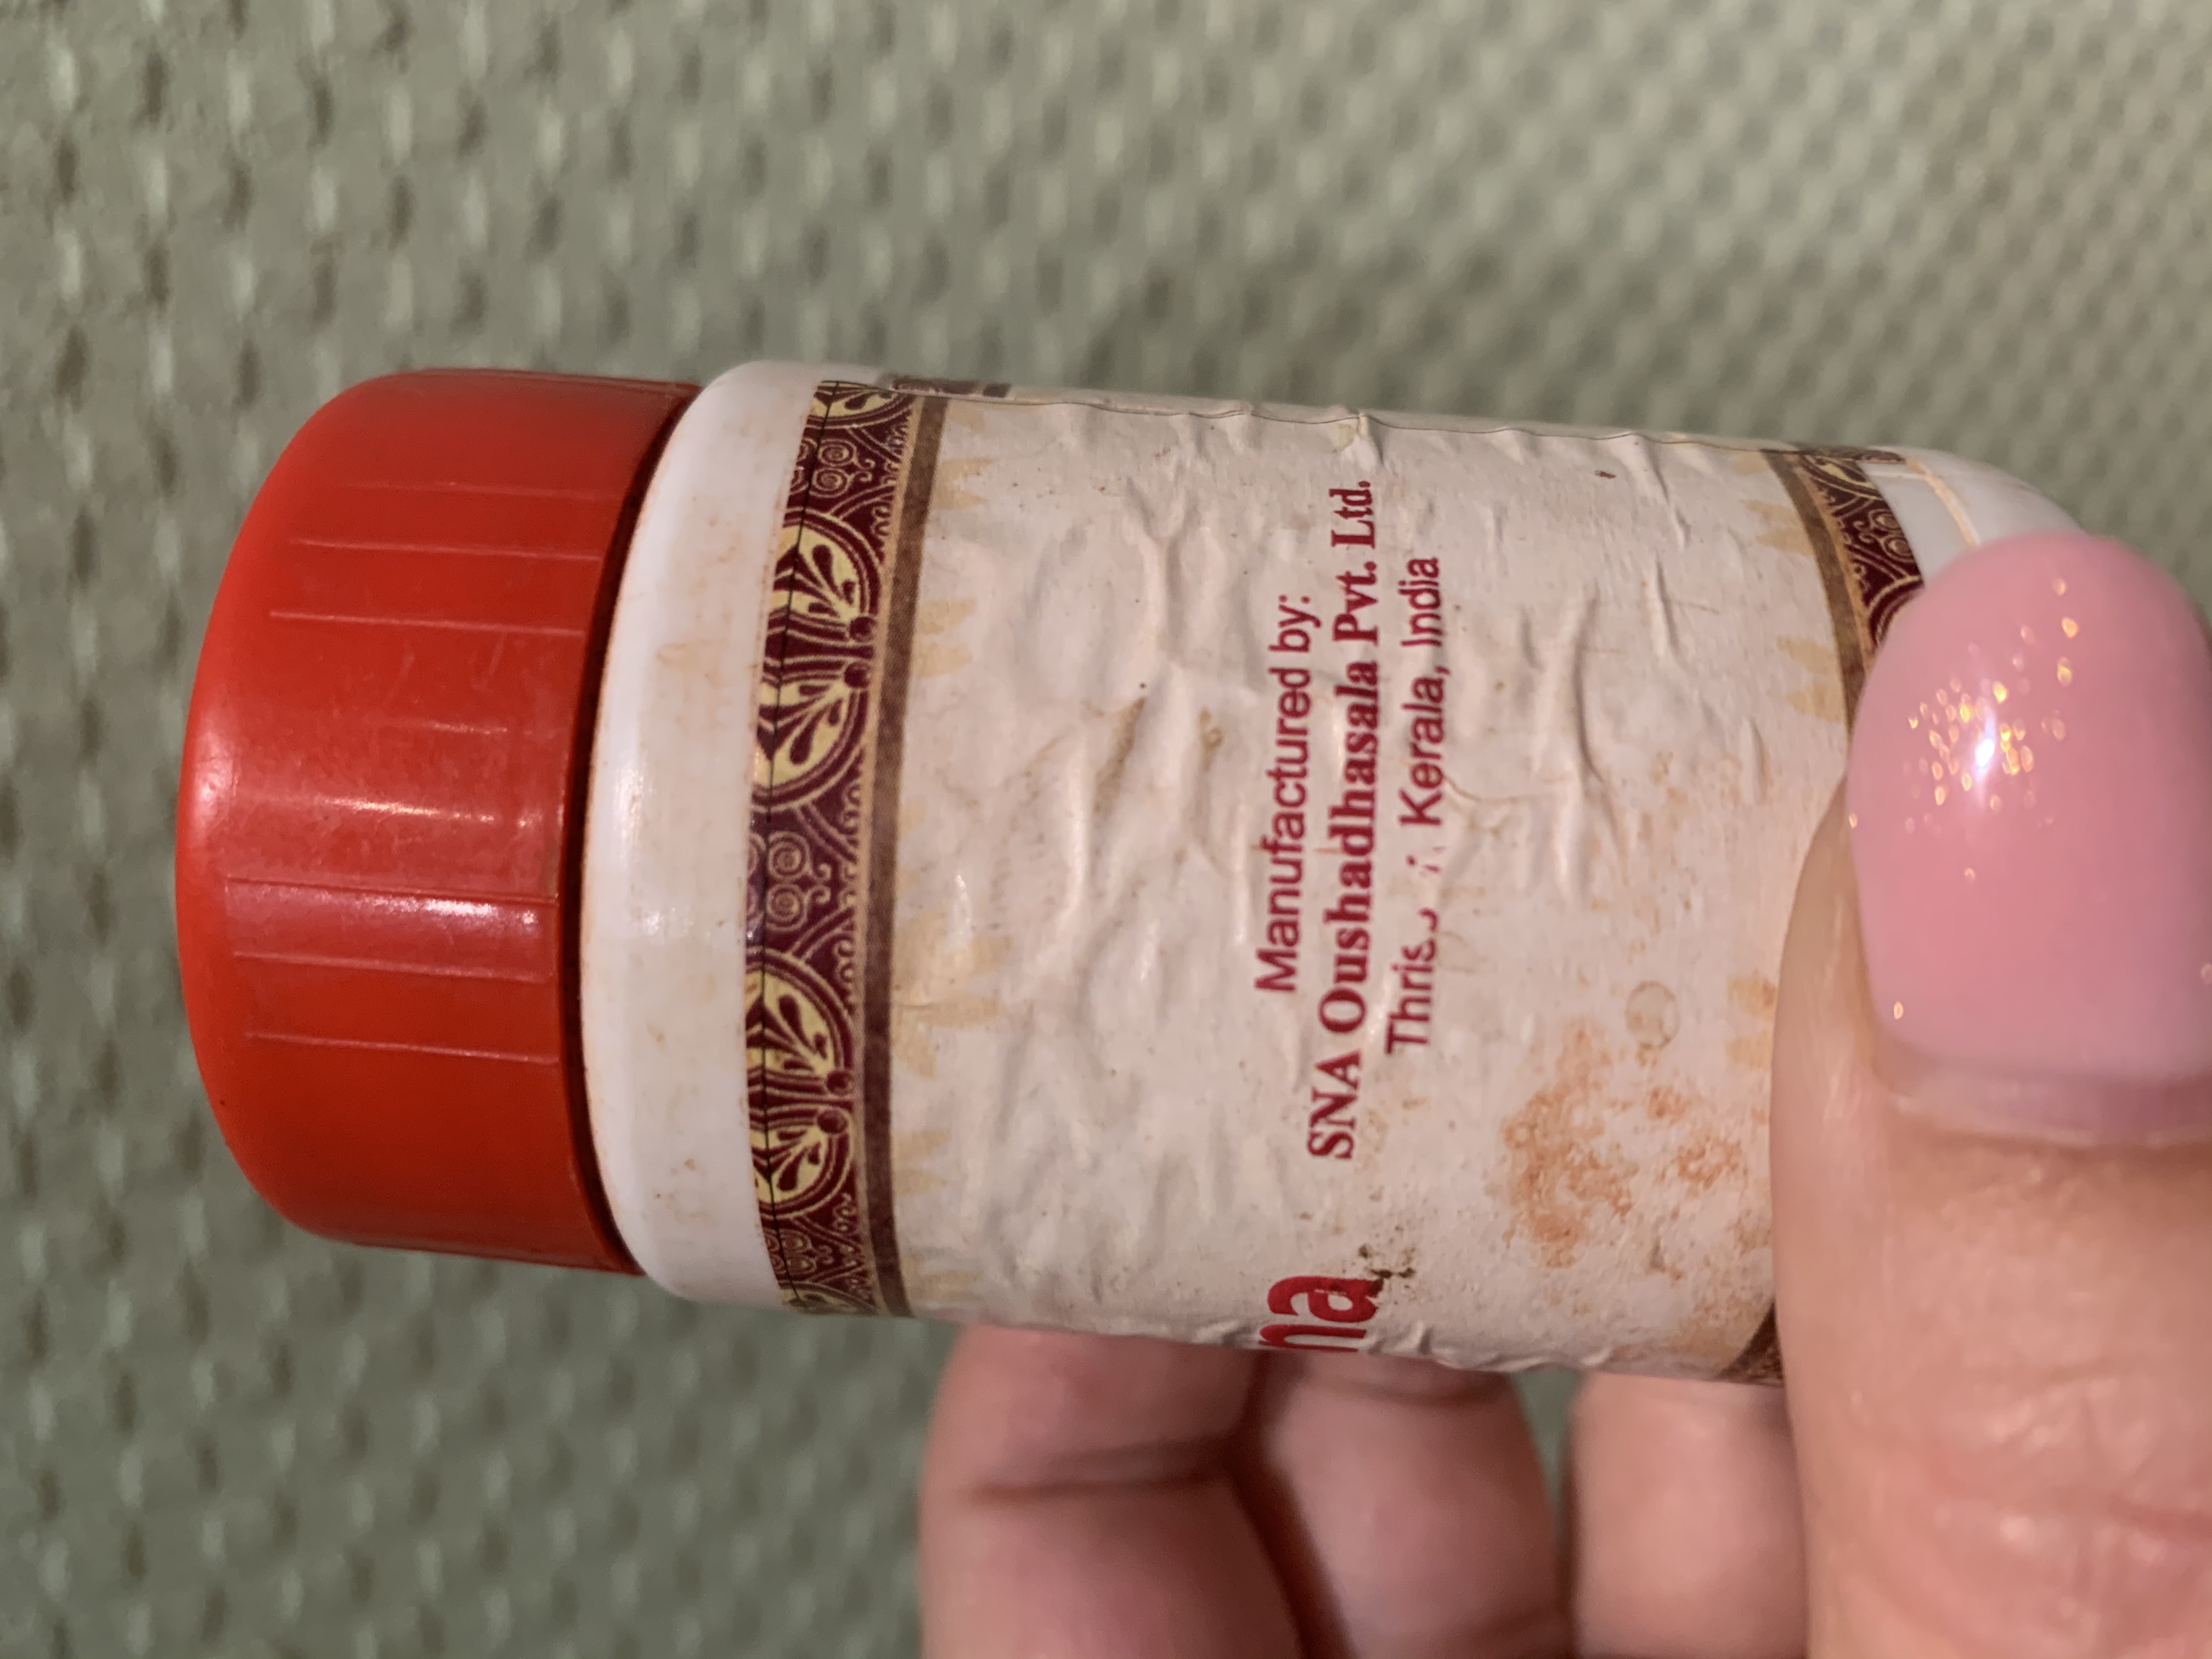 Manufactured by:
SNA Oushadhasala Pvt. Ltd.
Kerala, India
na